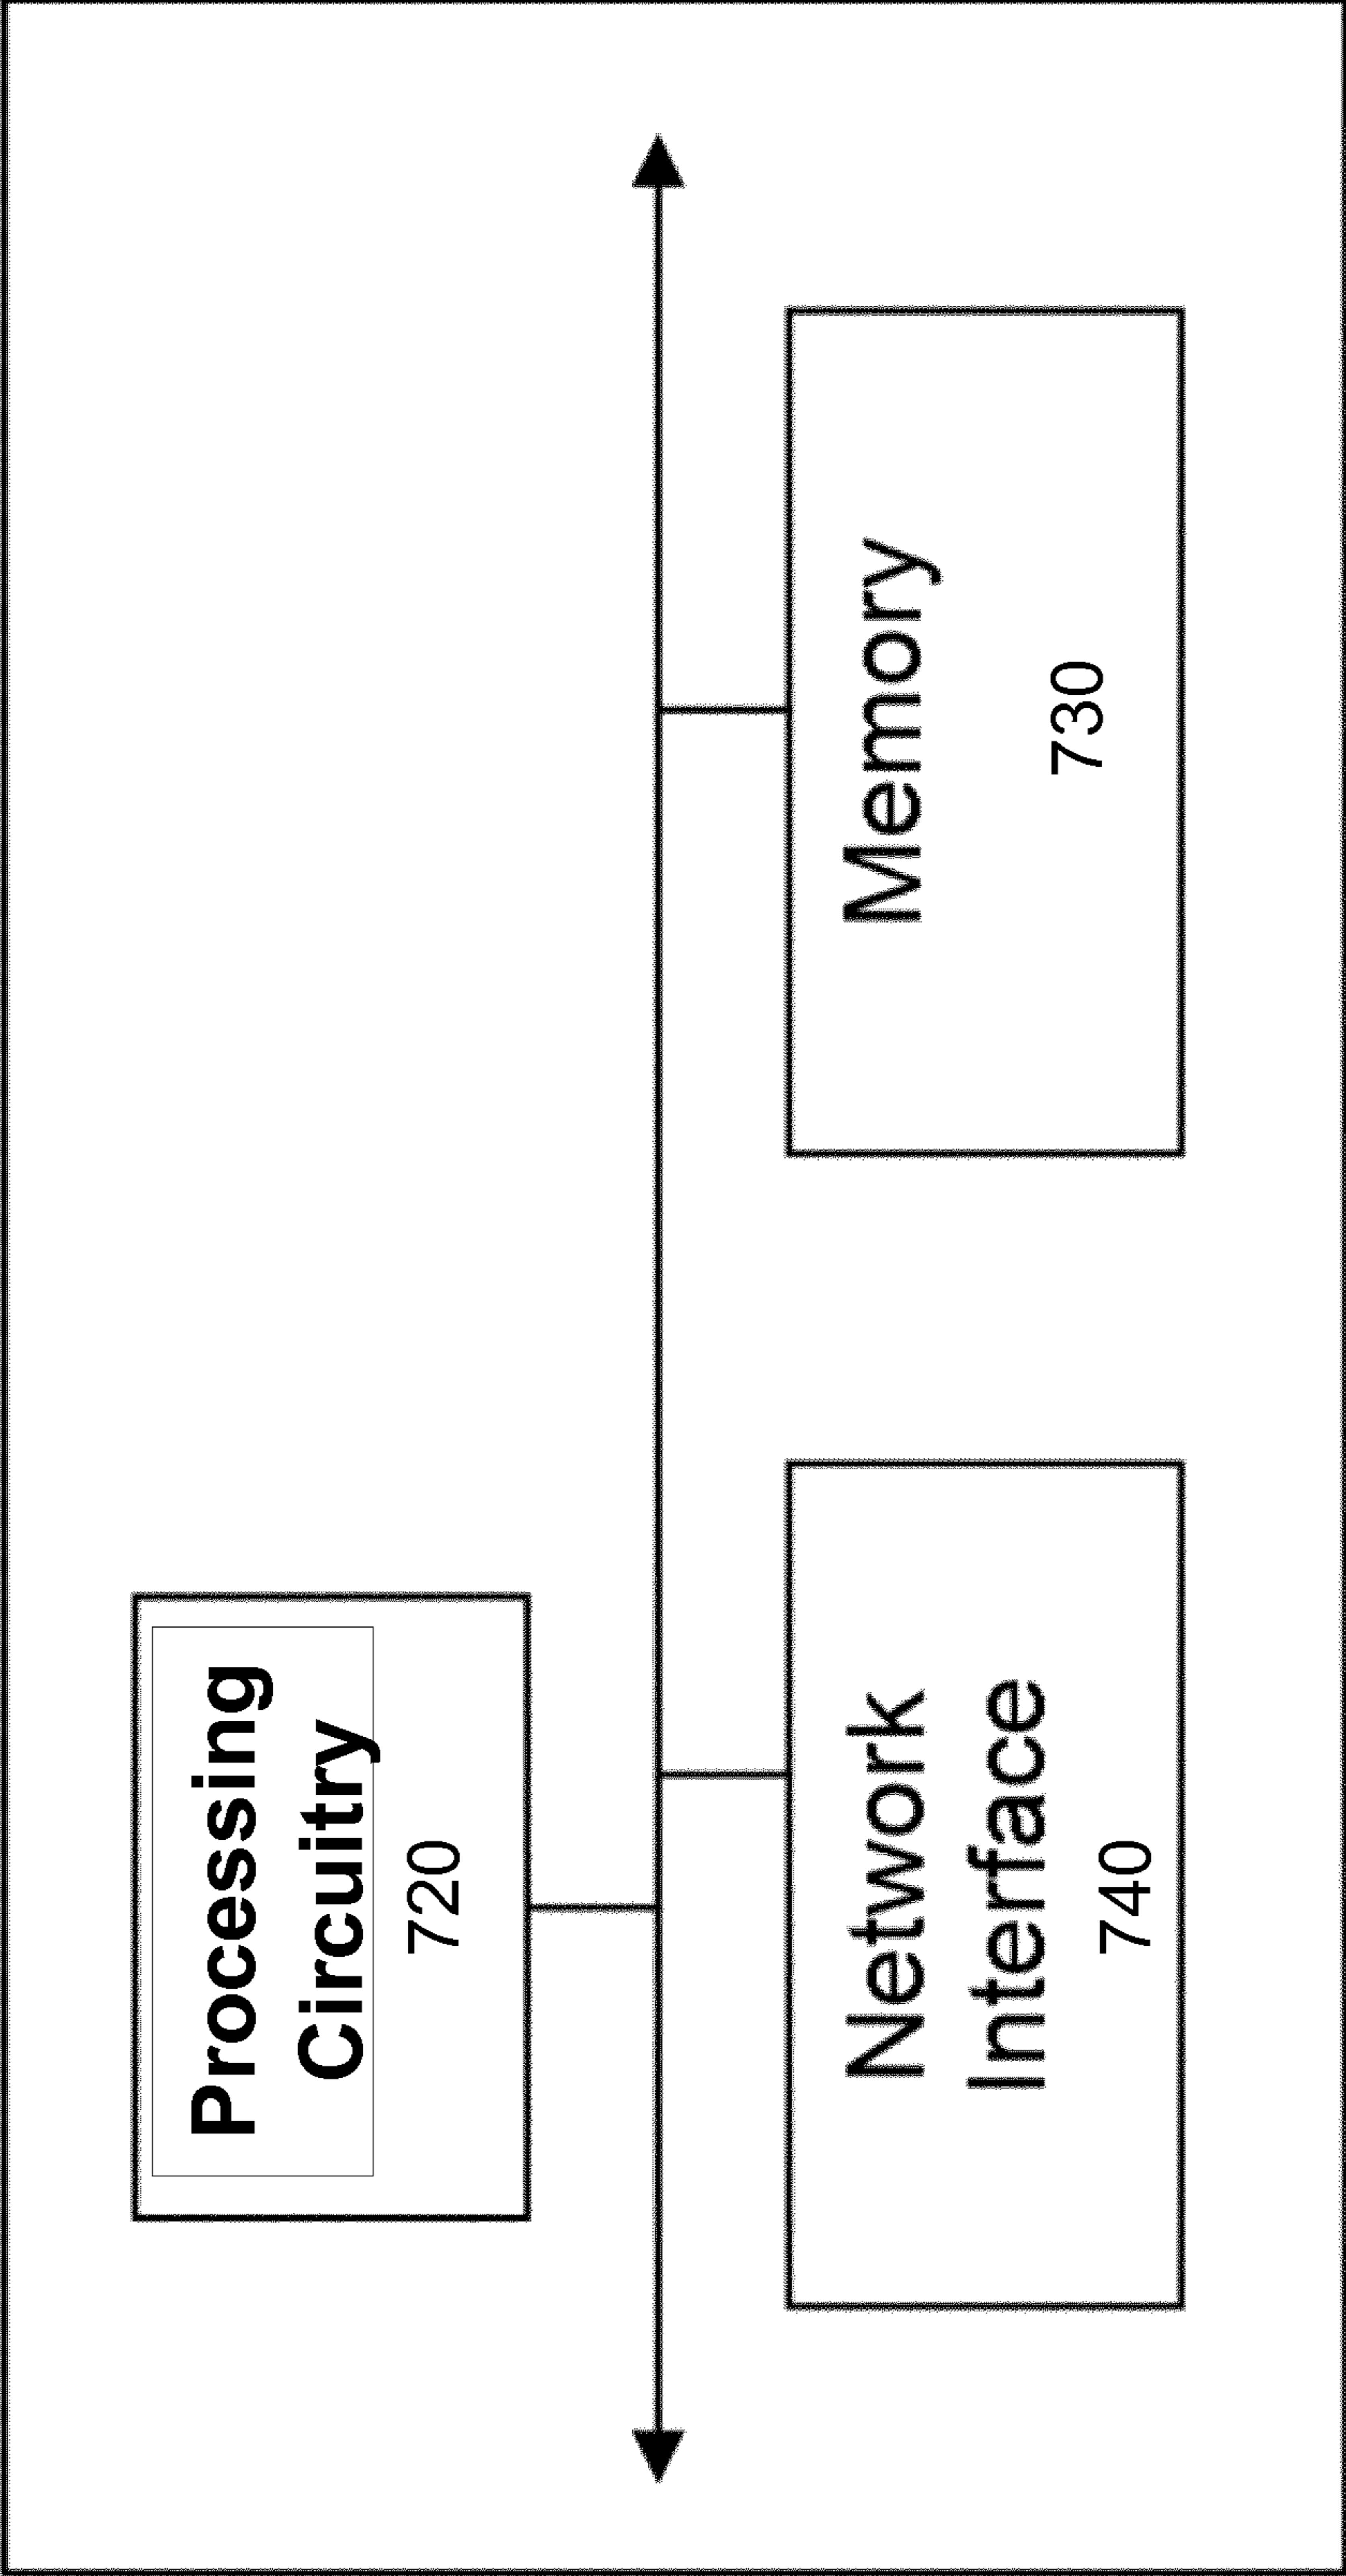 Processing
Circuitry
720
Network
Interface
740
Memory
730